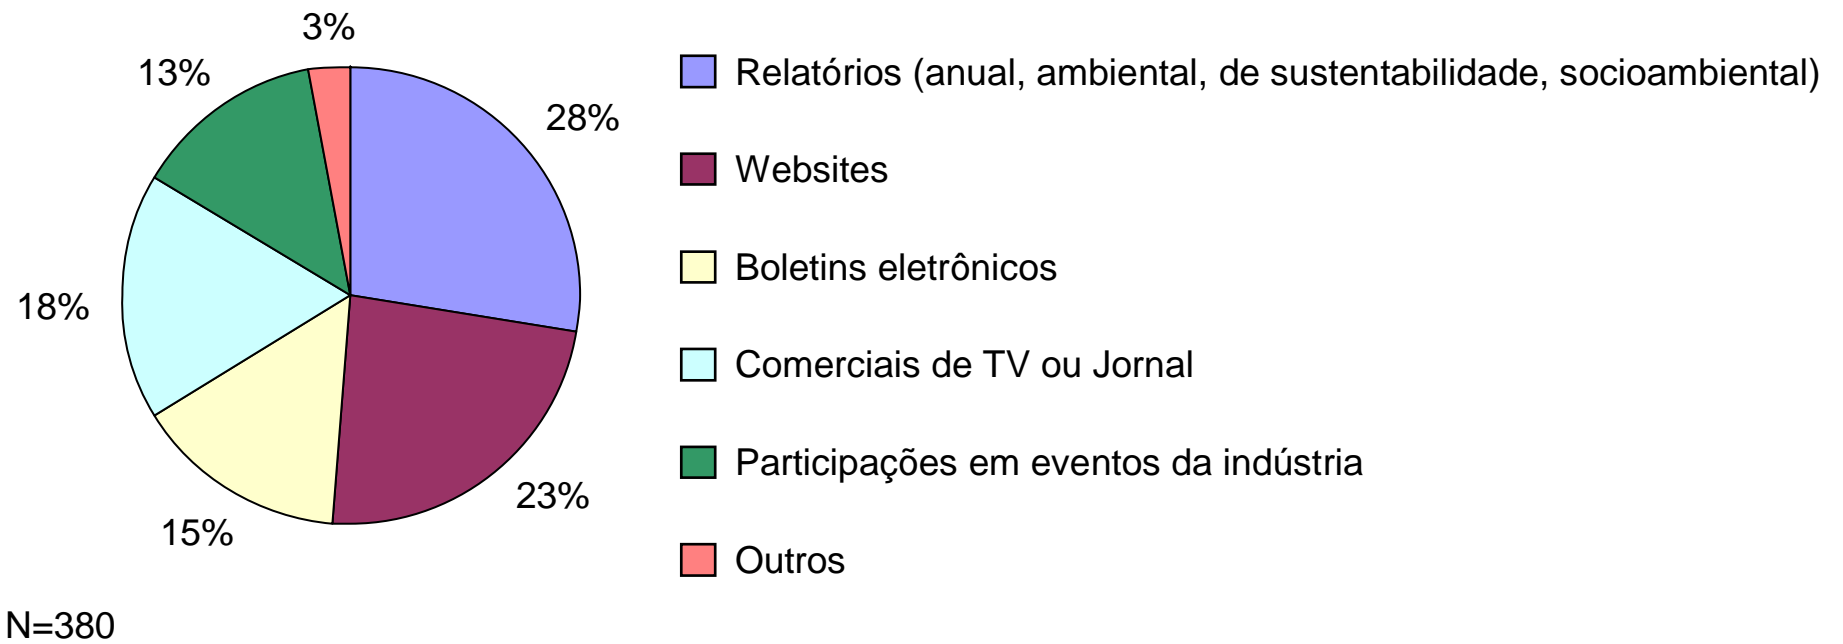 3%
13%
28%
18%
23%
15%
Relatórios (anual, ambiental, de sustentabilidade, socioambiental)
Websites
Boletins eletrônicos
Comerciais de TV ou Jornal
Participações em eventos da indústria
Outros
N=380